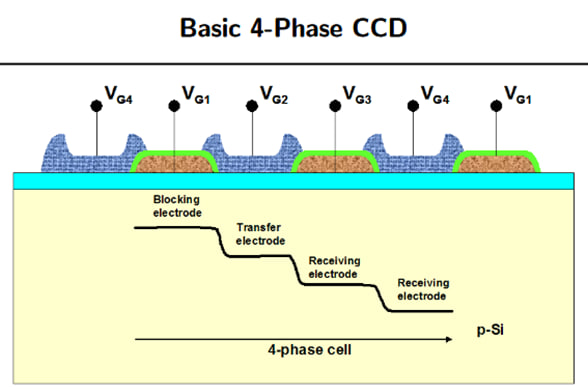 Basic 4-Phase CCD
VG4 VG1 VG2 VG3 VG4 VG1
Blocking
electrode
Transfer
electrode
Receiving
electrode
Receiving
electrode
p-Si
4-phase cell